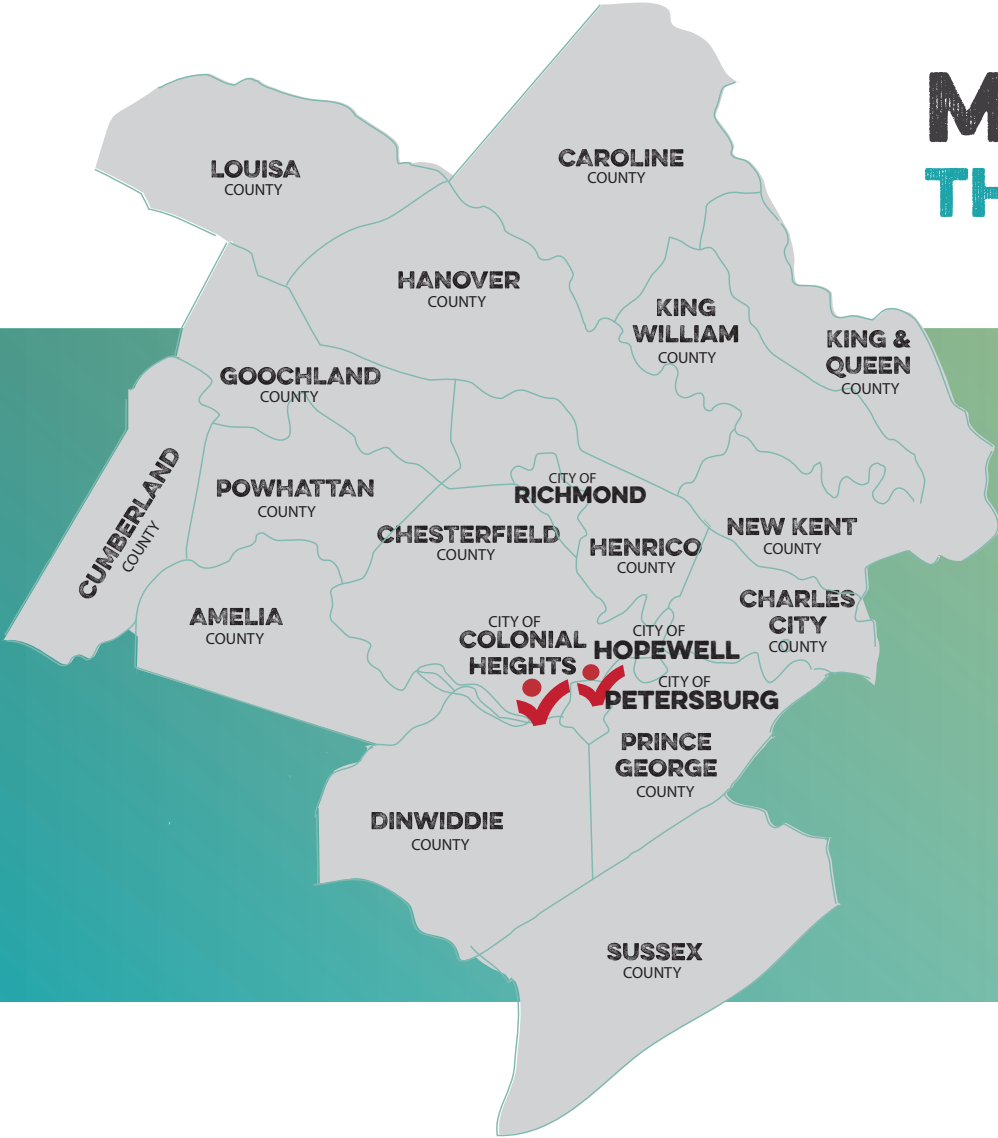 M
TH
CAROLINE
COUNTY
LOUISA
COUNTY
HANOVER
COUNTY
KING
WILLIAM
COUNTY
KING &
QUEEN
COUNTY
GOOCHLAND
COUNTY
CUMBERLAND
COUNTY
POWHATTAN
COUNTY
CITY OF
RICHMOND
CHESTERFIELD
COUNTY
HENRICO
COUNTY
NEW KENT
COUNTY
AMELIA
COUNTY
CHARLES
CITY
COUNTY
CITY OF
COLONIAL
HEIGHTS
CITY OF
HOPEWELL
CITY OF
PETERSBURG
PRINCE
GEORGE
COUNTY
DINWIDDIE
COUNTY
SUSSEX
COUNTY